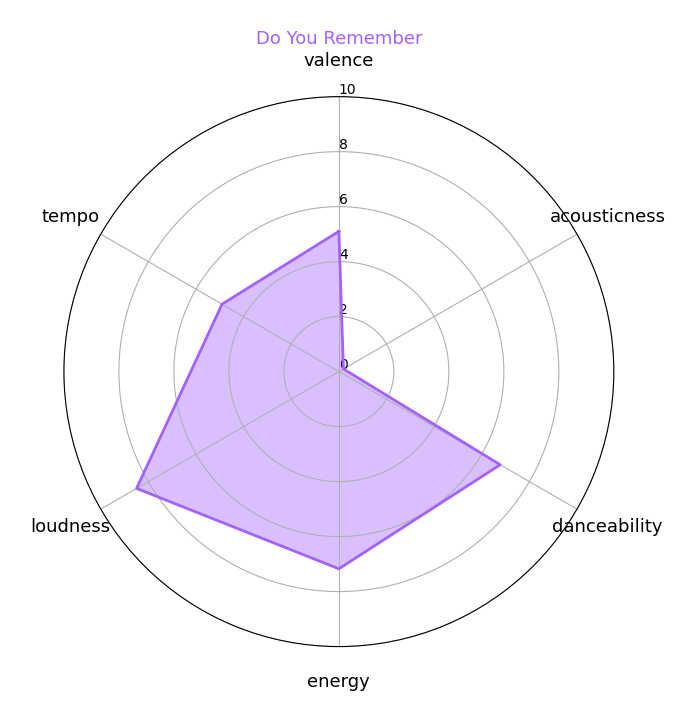 Do You Remember
valence
10
8
6
4
2
0
tempo
acousticness
loudness
danceability
energy